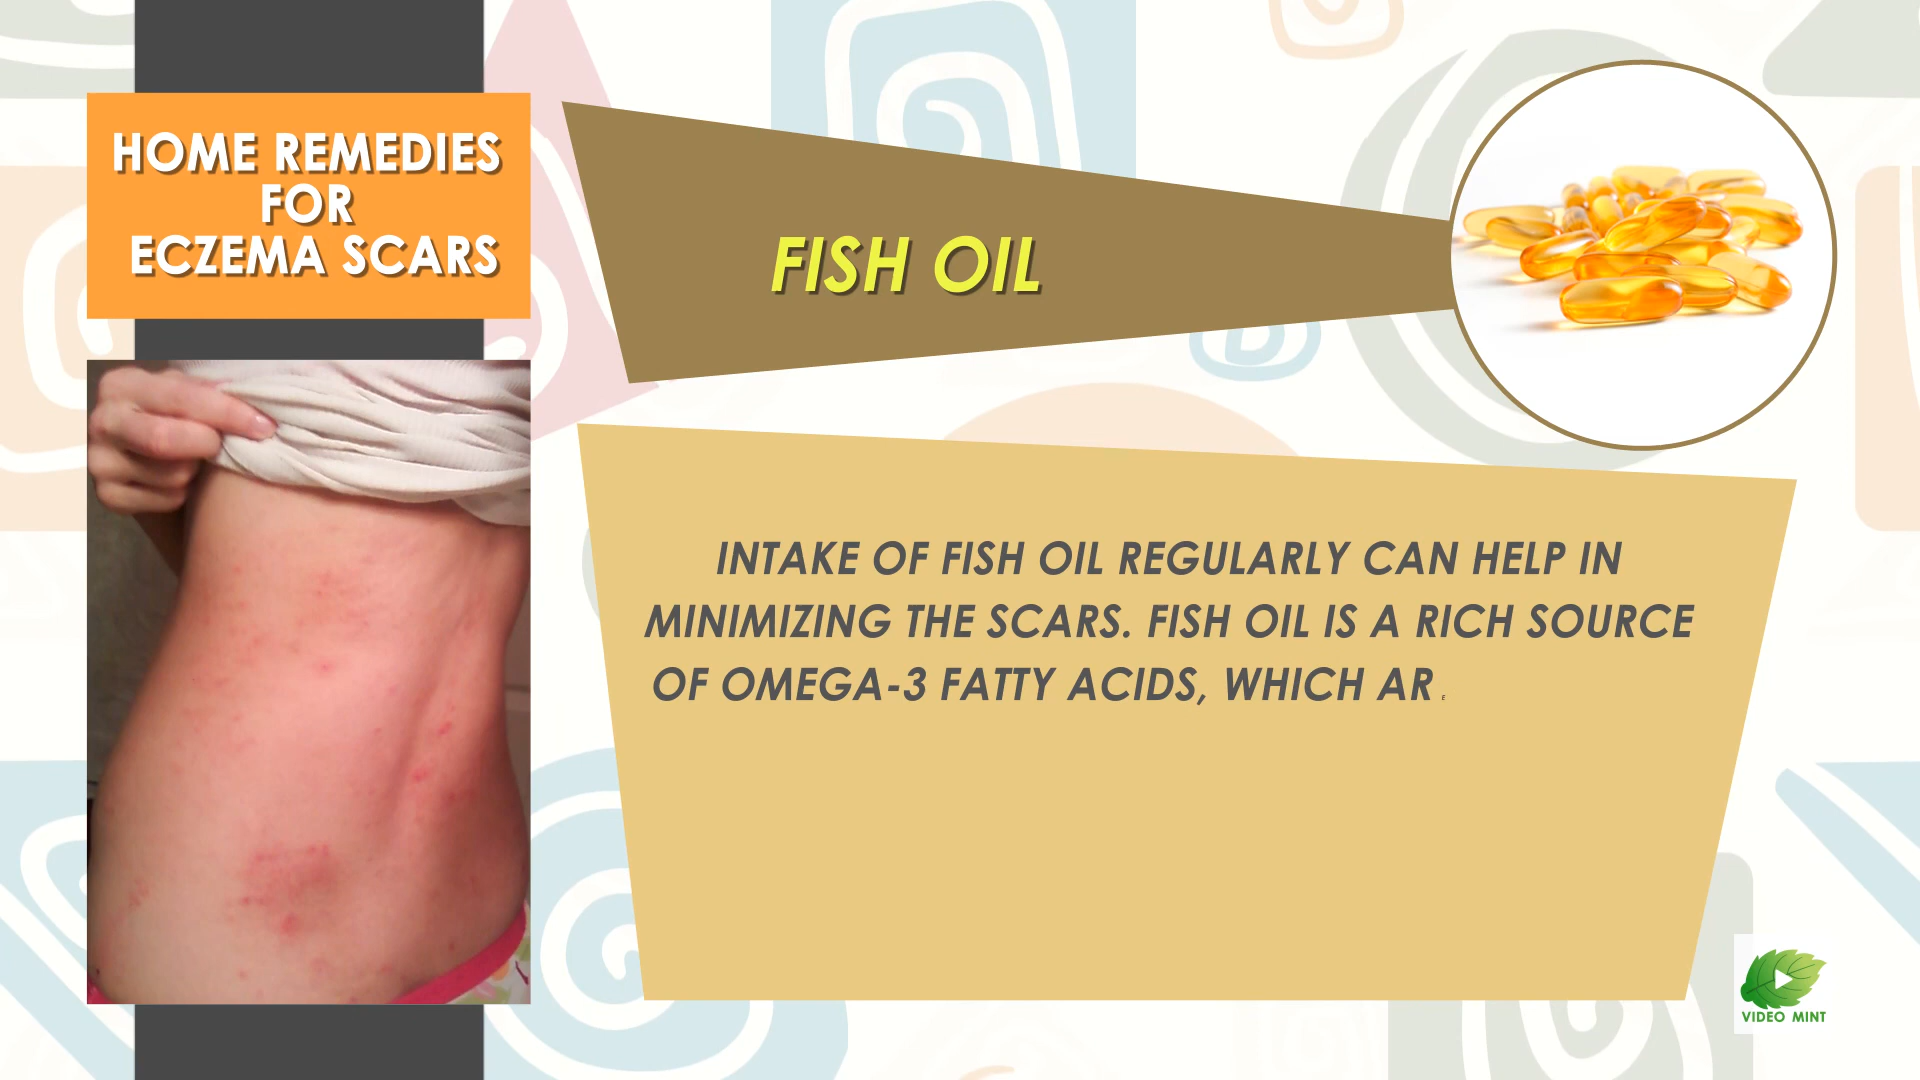 HOME REMEDIES
FOR
ECZEMA SCARS
FISH OIL
INTAKE OF FISH OIL REGULARLY CAN HELP IN
MINIMIZING THE SCARS. FISH OIL IS A RICH SOURCE
OF OMEGA-3 FATTY ACIDS, WHICH ARE
VIDEO MINT